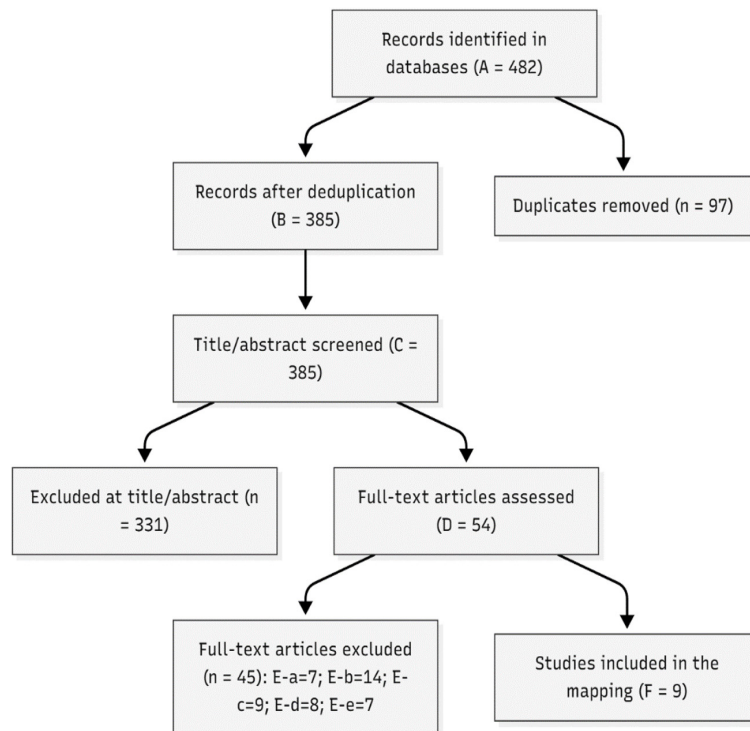 Records identified in
databases (A = 482)
Records after deduplication
(B = 385)
Duplicates removed (n = 97)
Title/abstract screened (C =
385)
Excluded at title/abstract (n
= 331)
Full-text articles assessed
(D = 54)
Full-text articles excluded
(n = 45): E-a=7; E-b=14; E-
c=9; E-d=8; E-e=7
Studies included in the
mapping (F = 9)